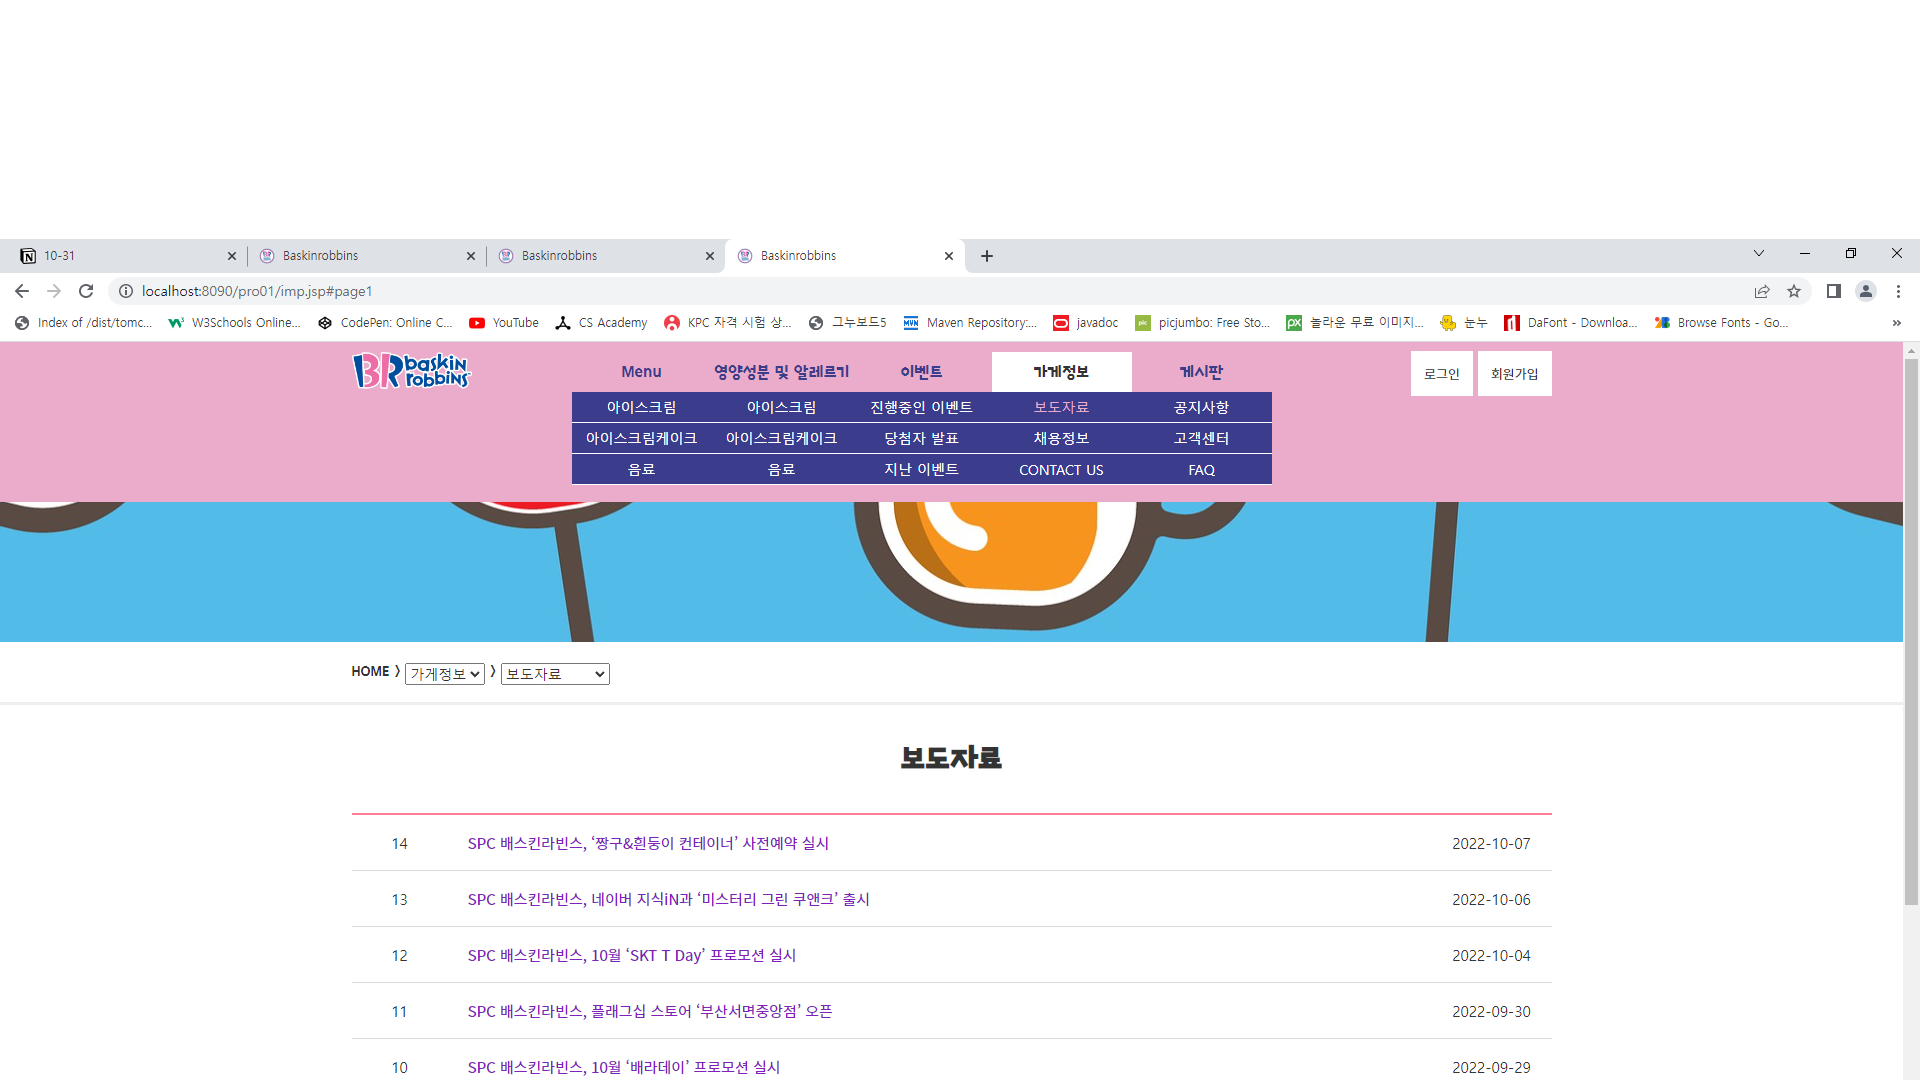 10-31 Baskinrobbins Baskinrobbins Baskinrobbins
localhost:8090/pro01/imp.jsp#page1
Index of /dist/tomc... W3Schools Online... CodePen: Online C... YouTube CS Academy KPC 자격 시험 상... 그누보드5 Maven Repository:... javadoc picjumbo: Free Sto... 놀라운 무료 이미지... 눈누 DaFont - Downloa... Browse Fonts - Go... »
BR baskin robbins Menu 영양성분 및 알레르기 이벤트 가게정보 게시판 로그인 회원가입
아이스크림 아이스크림 진행중인 이벤트 보도자료 공지사항
아이스크림케이크 아이스크림케이크 당첨자 발표 채용정보 고객센터
음료 음료 지난 이벤트 CONTACT US FAQ
HOME 》 가게정보 》 보도자료
보도자료
14 SPC 배스킨라빈스, ‘짱구&흰둥이 컨테이너’ 사전예약 실시 2022-10-07
13 SPC 배스킨라빈스, 네이버 지식iN과 ‘미스터리 그린 쿠앤크’ 출시 2022-10-06
12 SPC 배스킨라빈스, 10월 ‘SKT T Day’ 프로모션 실시 2022-10-04
11 SPC 배스킨라빈스, 플래그십 스토어 ‘부산서면중앙점’ 오픈 2022-09-30
10 SPC 배스킨라빈스, 10월 ‘배라데이’ 프로모션 실시 2022-09-29